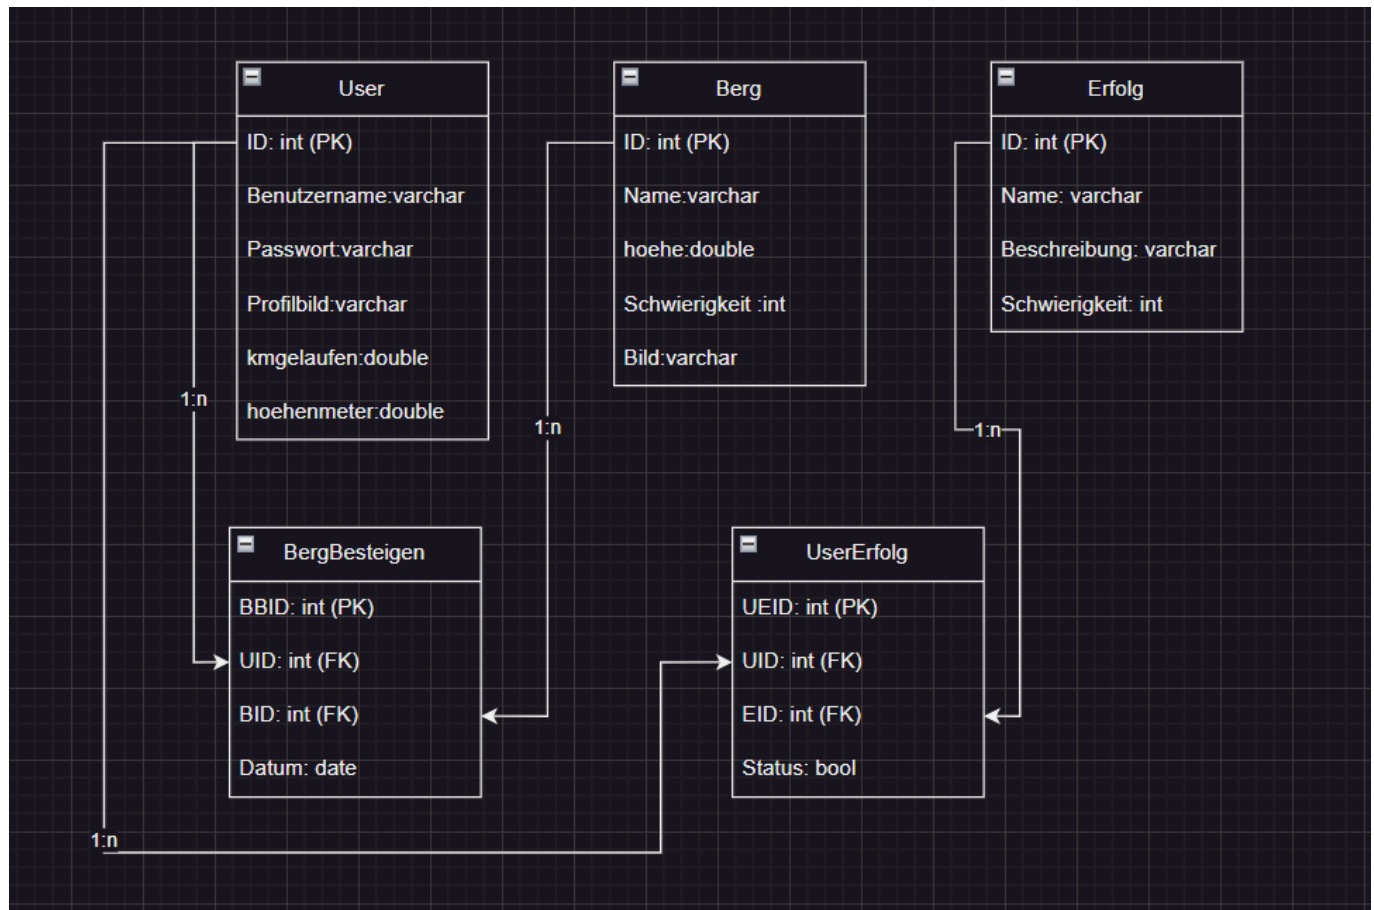 User
ID: int (PK)
Benutzername:varchar
Passwort:varchar
Profilbild:varchar
kmgelaufen:double
hoehenmeter:double
Berg
ID: int (PK)
Name:varchar
hoehe:double
Schwierigkeit :int
Bild:varchar
Erfolg
ID: int (PK)
Name: varchar
Beschreibung: varchar
Schwierigkeit: int
1:n
1:n
1:n
BergBesteigen
BBID: int (PK)
UID: int (FK)
BID: int (FK)
Datum: date
UserErfolg
UEID: int (PK)
UID: int (FK)
EID: int (FK)
Status: bool
1:n